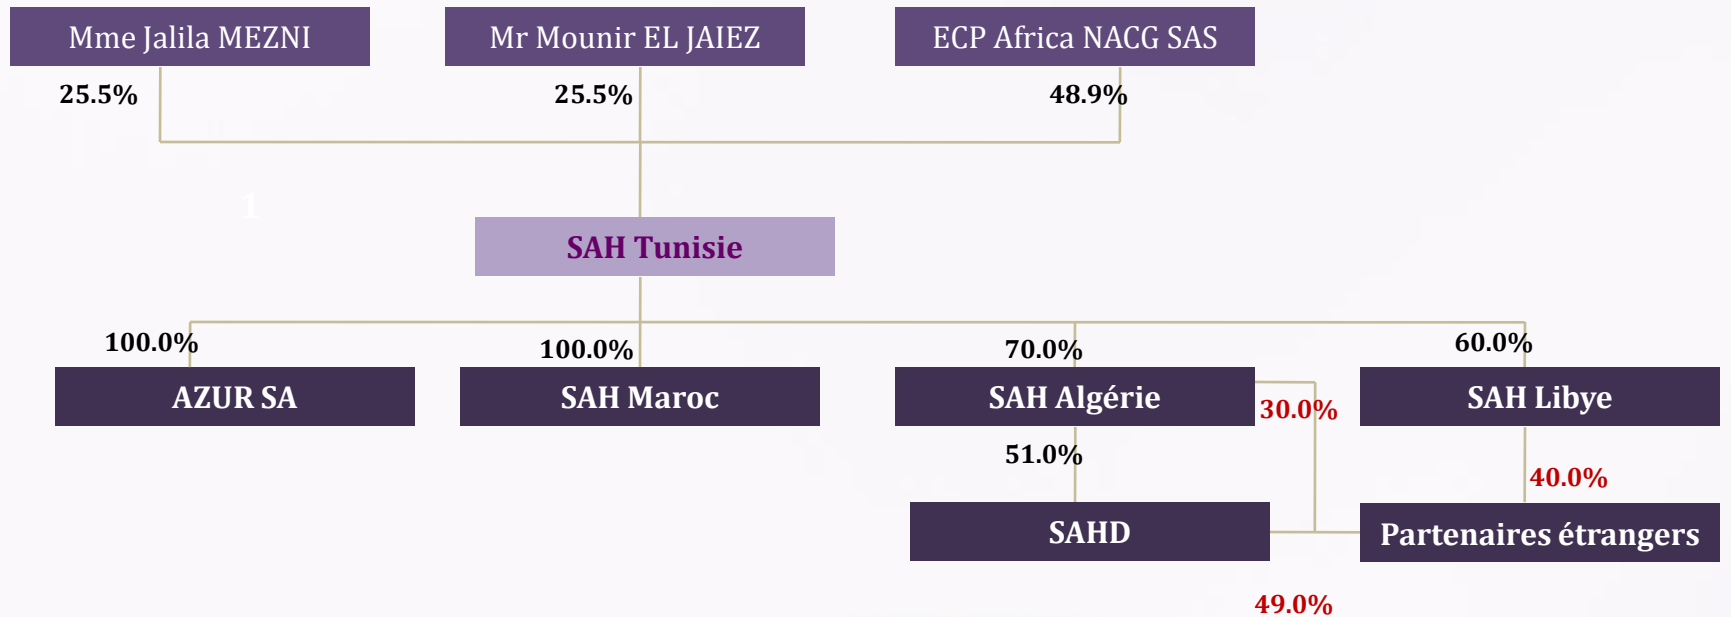 Mme Jalila MEZNI
Mr Mounir EL JAIEZ
ECP Africa NACG SAS
25.5%
25.5%
48.9%
1
SAH Tunisie
100.0%
100.0%
70.0%
60.0%
AZUR SA
SAH Maroc
SAH Algérie
SAH Libye
30.0%
51.0%
40.0%
SAHD
Partenaires étrangers
49.0%